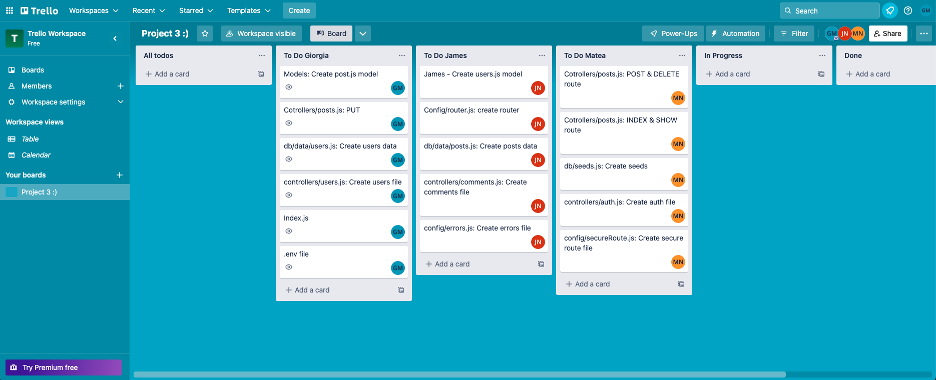 Trello
Workspaces
Recent
Starred
Templates
Create
Search
GM
T
Trello Workspace
Free
Project 3 :)
Workspace visible
Board
Power-Ups
Automation
Filter
GM
JN
MN
Share
Boards
Members
Workspace settings
Workspace views
Table
Calendar
Your boards
Project 3 :)
Try Premium free
All todos
Add a card
To Do Giorgia
Models: Create post.js model
GM
Cotrollers/posts.js: PUT
GM
db/data/users.js: Create users data
GM
controllers/users.js: Create users file
GM
Index.js
GM
.env file
GM
Add a card
To Do James
James - Create users.js model
JN
Config/router.js: create router
JN
db/data/posts.js: Create posts data
JN
controllers/comments.js: Create
comments file
JN
config/errors.js: Create errors file
JN
Add a card
To Do Matea
Cotrollers/posts.js: POST & DELETE
route
MN
Cotrollers/posts.js: INDEX & SHOW
route
MN
db/seeds.js: Create seeds
MN
controllers/auth.js: Create auth file
MN
config/secureRoute.js: Create secure
route file
MN
Add a card
In Progress
Add a card
Done
Add a card